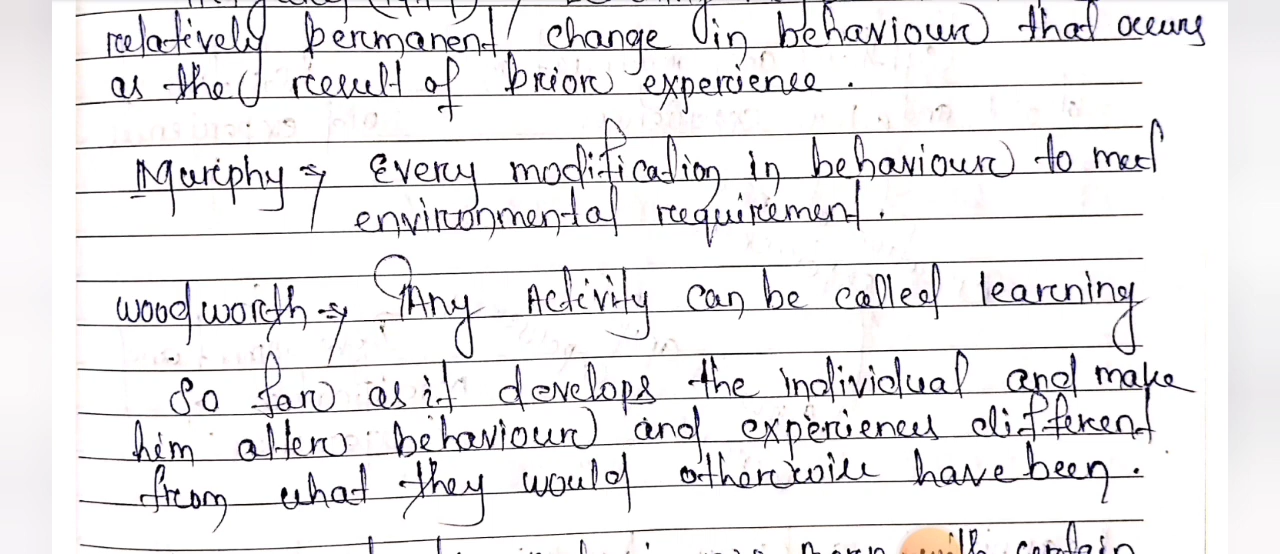 relatively permanent change in behaviour that occurs
as the result of prior experience.
Murphy ⇒ Every modification in behaviour to meet
environmental requirement.
Woodworth ⇒ Any Activity can be called learning
So far as it develops the individual and make
him alter behaviour and experiences different
from what they would otherwise have been.